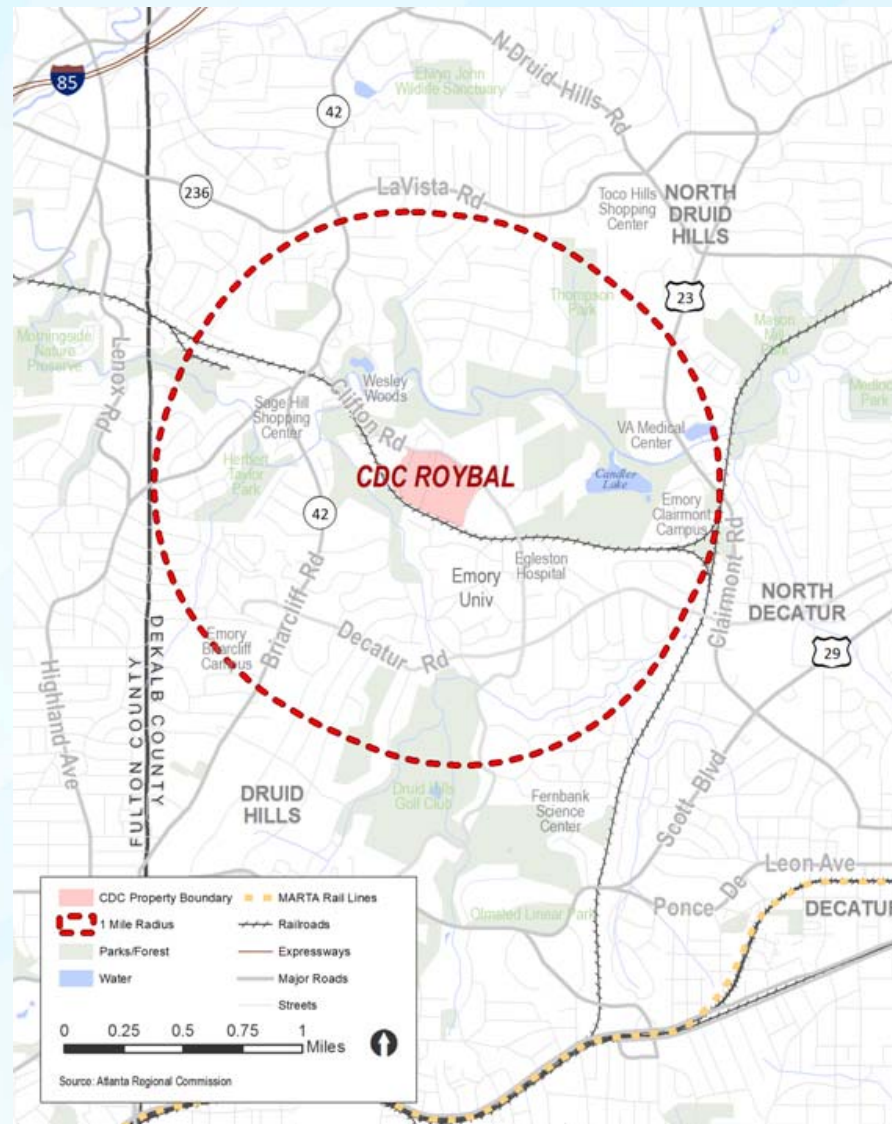 85
Elwyn John
Wildlife Sanctuary
N Druid Hills Rd
42
236
LaVista Rd
Toco Hills
Shopping
Center
NORTH
DRUID
HILLS
23
Thompson
Park
Mason
Mill
Park
Morningside
Nature
Preserve
Lenox Rd
Wesley
Woods
Clifton Rd
Sage Hill
Shopping
Center
VA Medical
Center
Medlock
Park
Herbert
Taylor
Park
CDC ROYBAL
Candler
Lake
Emory
Clairmont
Campus
42
Egleston
Hospital
Emory
Univ
Clairmont Rd
NORTH
DECATUR
29
Briarcliff Rd
Decatur Rd
Emory
Briarcliff
Campus
Highland Ave
FULTON COUNTY
DEKALB COUNTY
DRUID
HILLS
Druid Hills
Golf Club
Fernbank
Science
Center
Scott Blvd
Ponce De Leon Ave
Olmsted Linear Park
DECATUR
CDC Property Boundary
MARTA Rail Lines
1 Mile Radius
Railroads
Parks/Forest
Expressways
Water
Major Roads
Streets
0 0.25 0.5 0.75 1
Miles
Source: Atlanta Regional Commission